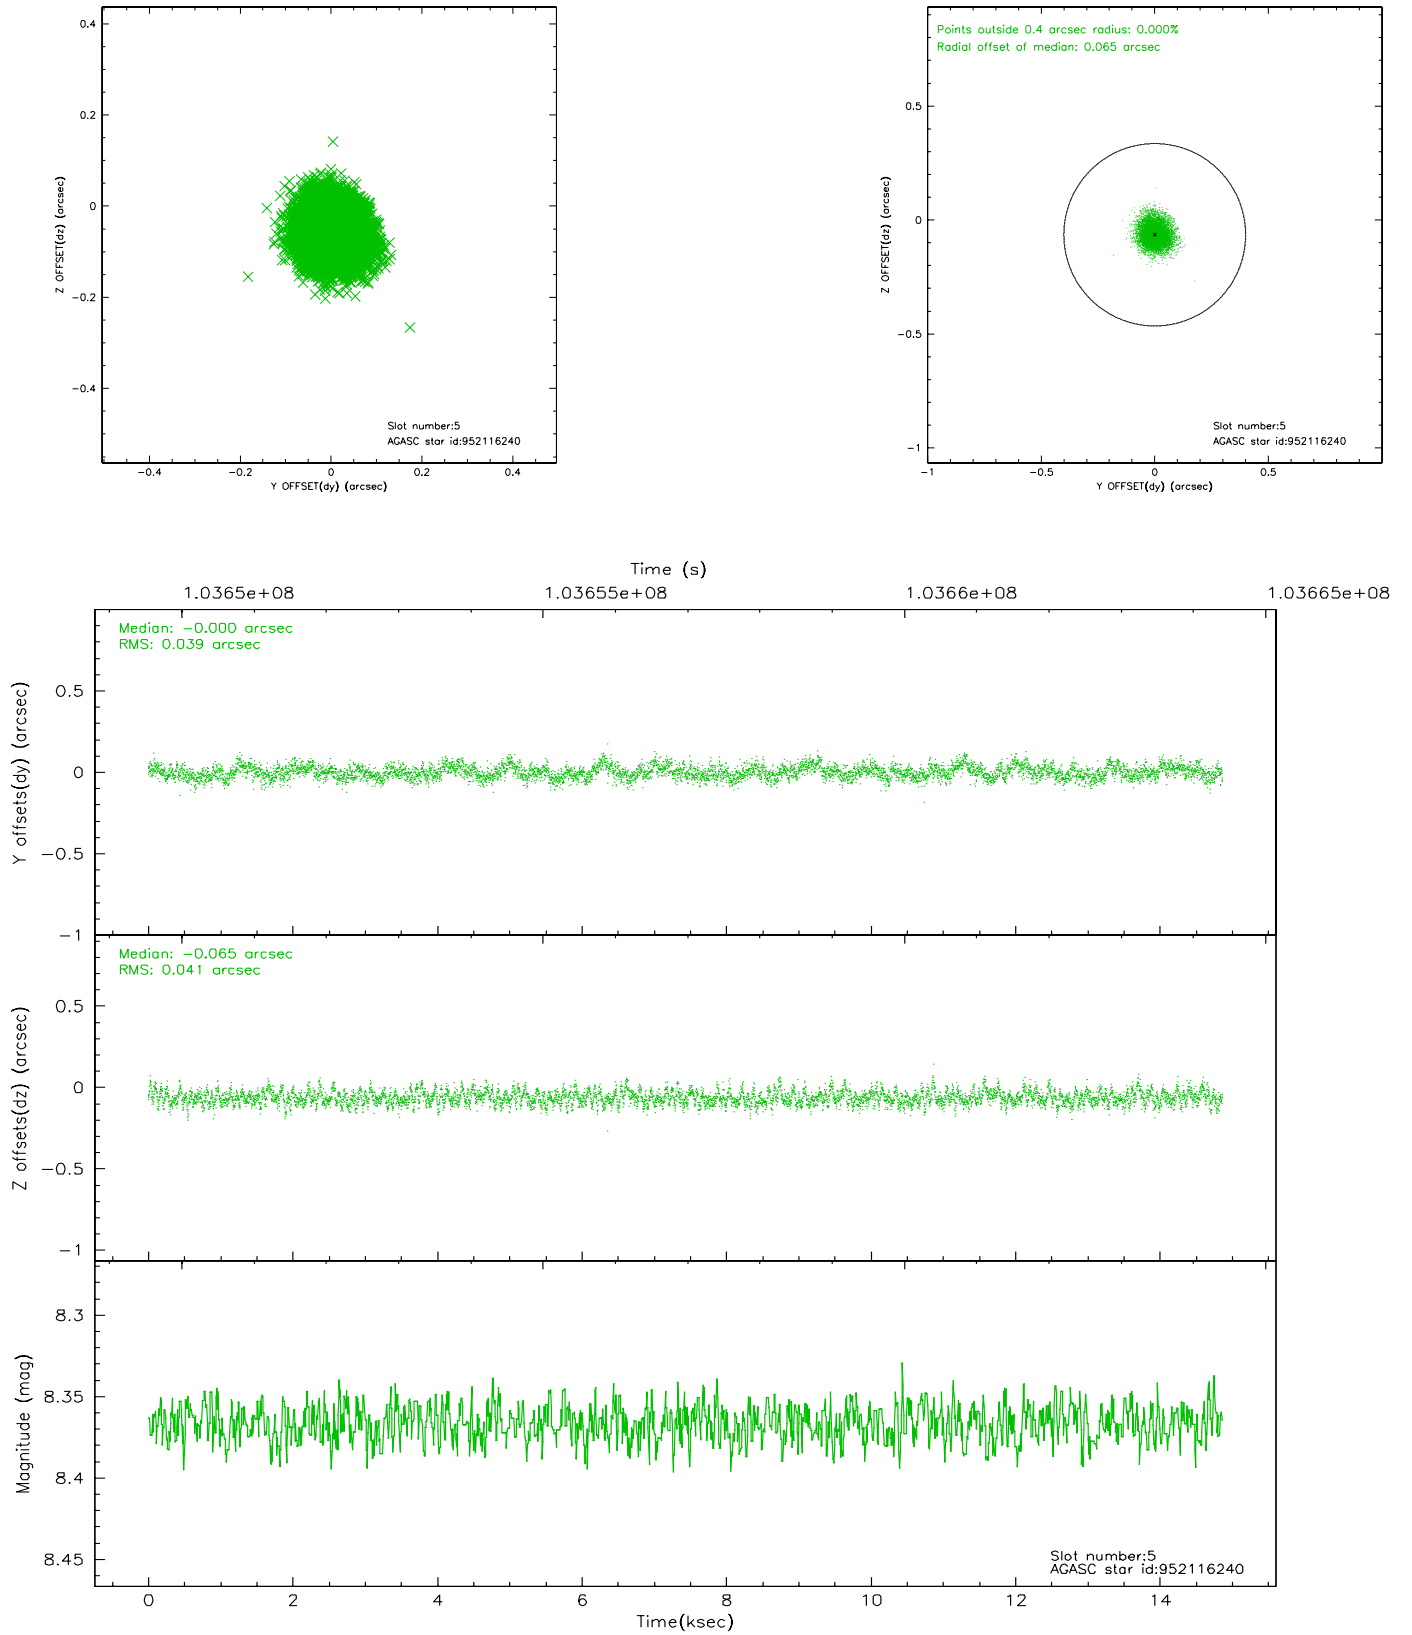 0.4
0.2
0
−0.2
−0.4
Z OFFSET(dz) (arcsec)
Slot number:5
AGASC star id:952116240
−0.4 −0.2 0 0.2 0.4
Y OFFSET(dy) (arcsec)
Points outside 0.4 arcsec radius: 0.000%
Radial offset of median: 0.065 arcsec
0.5
0
−0.5
−1
Z OFFSET(dz) (arcsec)
Slot number:5
AGASC star id:952116240
−1 −0.5 0 0.5
Y OFFSET(dy) (arcsec)
Time (s)
1.0365e+08 1.03655e+08 1.0366e+08 1.03665e+08
Median: −0.000 arcsec
RMS: 0.039 arcsec
0.5
0
−0.5
−1
Y offsets(dy) (arcsec)
Median: −0.065 arcsec
RMS: 0.041 arcsec
0.5
0
−0.5
−1
Z offsets(dz) (arcsec)
8.3
8.35
8.4
8.45
Magnitude (mag)
Slot number:5
AGASC star id:952116240
0 2 4 6 8 10 12 14
Time(ksec)